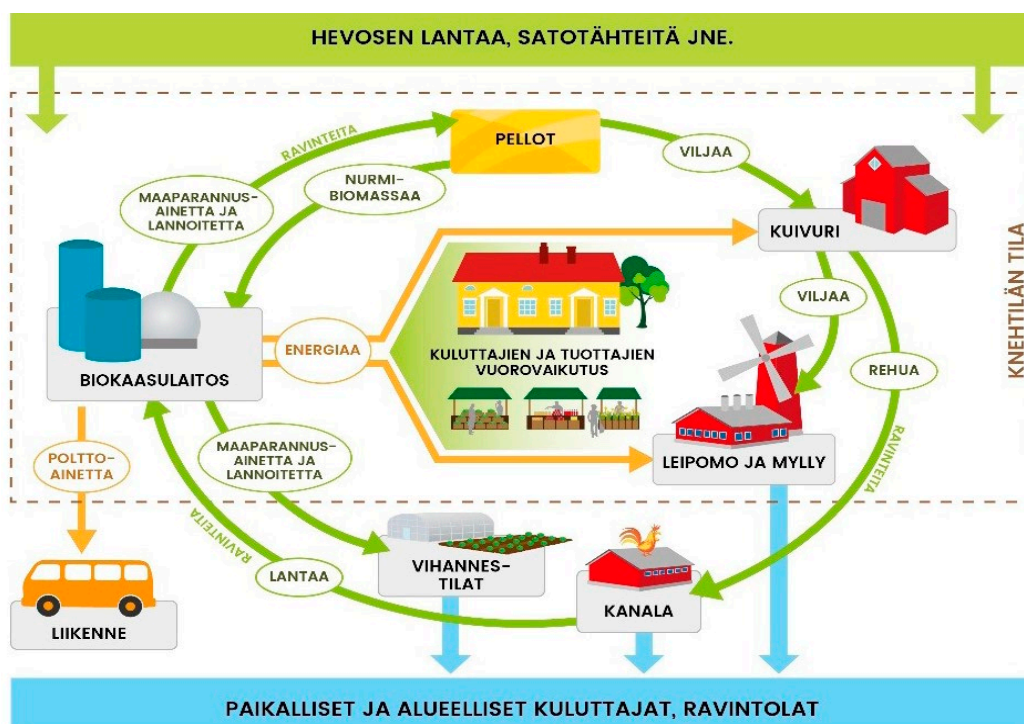 HEVOSEN LANTAA, SATOTÄHTEITÄ JNE.
RAVINTEITA
PELLOT
VILJAA
MAAPARANNUS-
AINETTA JA
LANNOITETTA
NURMI-
BIOMASSAA
KUIVURI
KNEHTILÄN TILA
VILJAA
ENERGIAA
KULUTTAJIEN JA TUOTTAJIEN
VUOROVAIKUTUS
REHUA
BIOKAASULAITOS
RAVINTEITA
POLTTO-
AINETTA
MAAPARANNUS-
AINETTA JA
LANNOITETTA
LEIPOMO JA MYLLY
RAVINTEITA
LANTAA
VIHANNES-
TILAT
KANALA
LIIKENNE
PAIKALLISET JA ALUEELLISET KULUTTAJAT, RAVINTOLAT